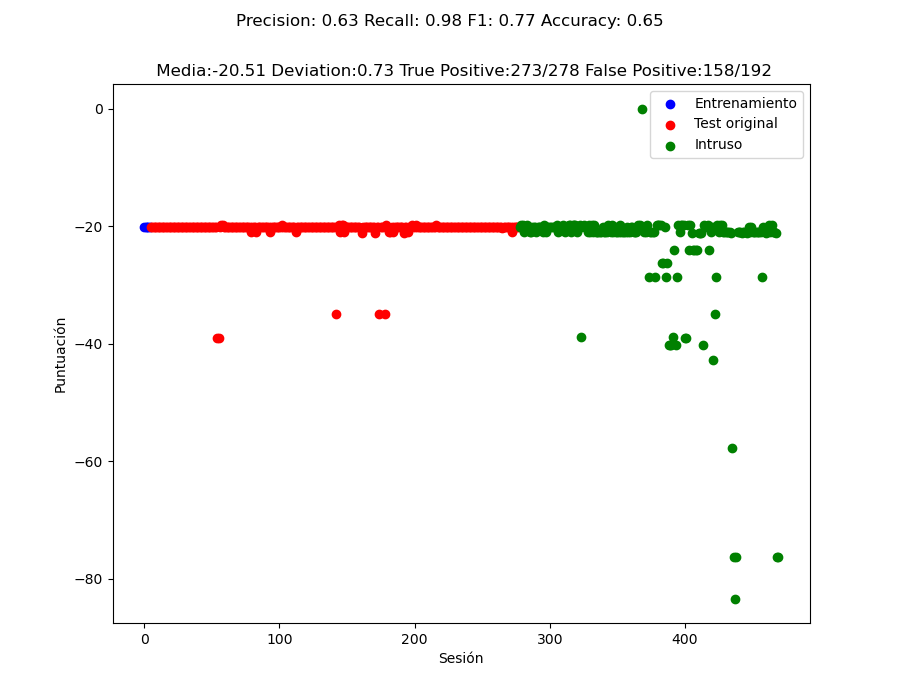 Precision: 0.63 Recall: 0.98 F1: 0.77 Accuracy: 0.65
Media:-20.51 Deviation:0.73 True Positive:273/278 False Positive:158/192
Entrenamiento
Test original
Intruso
0
−20
−40
−60
−80
Puntuación
0 100 200 300 400
Sesión